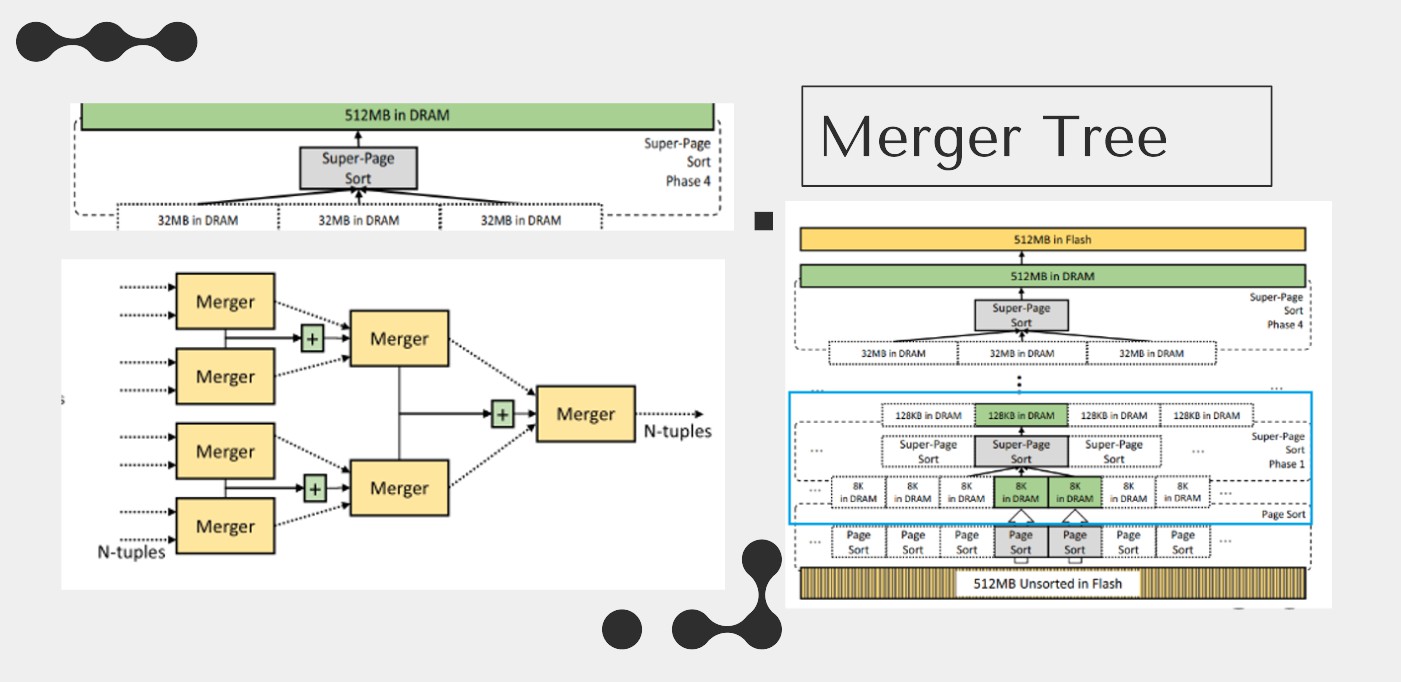 Merger Tree
512MB in DRAM
Super-Page
Sort
Super-Page
Sort
Phase 4
32MB in DRAM 32MB in DRAM 32MB in DRAM
Merger
+
Merger
Merger
Merger
+
Merger
N-tuples
Merger
+
Merger
Merger
N-tuples
512MB in Flash
512MB in DRAM
Super-Page
Sort
Super-Page
Sort
Phase 4
32MB in DRAM 32MB in DRAM 32MB in DRAM
... ...
128KB in DRAM 128KB in DRAM 128KB in DRAM 128KB in DRAM
Super-Page Super-Page Super-Page
Sort Sort Sort
... ...
Super-Page
Sort
Phase 1
8K 8K 8K 8K 8K 8K 8K
in DRAM in DRAM in DRAM in DRAM in DRAM in DRAM in DRAM
... ...
Page Sort
Page Page Page Page Page Page Page
Sort Sort Sort Sort Sort Sort Sort
... ...
512MB Unsorted in Flash